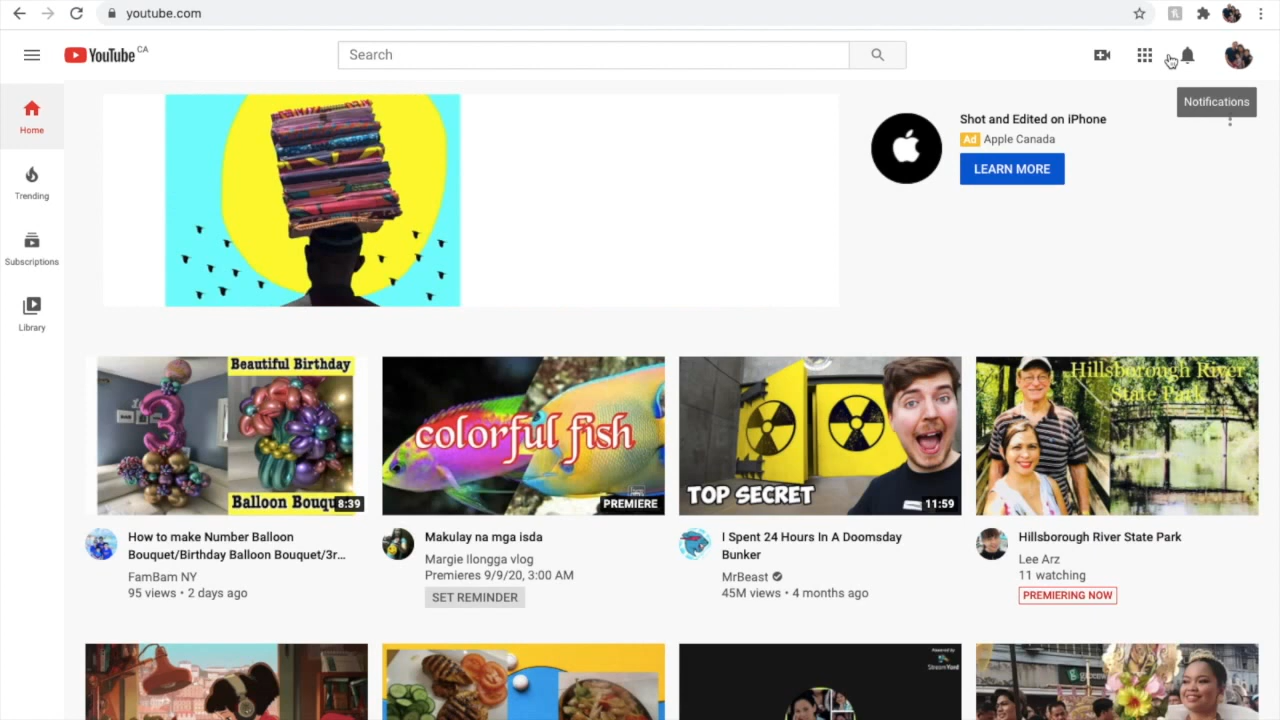 youtube.com
YouTube CA
Search
Notifications
Home
Trending
Subscriptions
Library
Shot and Edited on iPhone
Ad Apple Canada
LEARN MORE
Beautiful Birthday
Balloon Bouqu
8:39
colorful fish
PREMIERE
TOP SECRET
11:59
Hillsborough River
State Park
How to make Number Balloon
Bouquet/Birthday Balloon Bouquet/3r...
FamBam NY
95 views • 2 days ago
Makulay na mga isda
Margie Ilongga vlog
Premieres 9/9/20, 3:00 AM
SET REMINDER
I Spent 24 Hours In A Doomsday
Bunker
MrBeast
45M views • 4 months ago
Hillsborough River State Park
Lee Arz
11 watching
PREMIERING NOW
Powered by
StreamYard